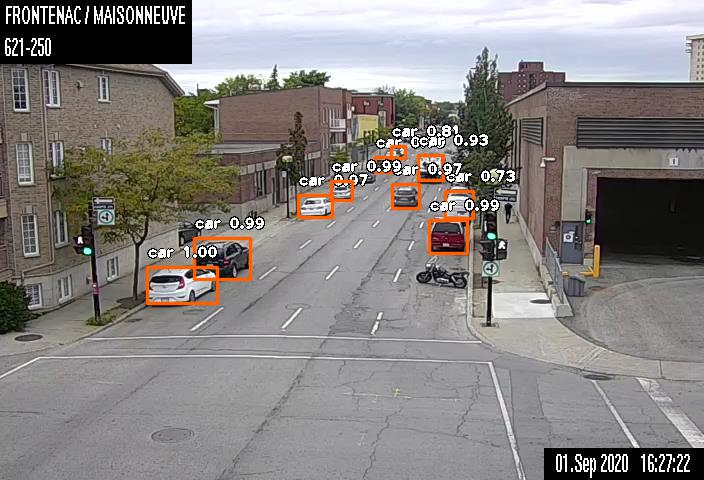 FRONTENAC / MAISONNEUVE
621-250
car 0.81
car 0.93
car 0.99
car 0.97
car 0.97
car 0.73
car 0.99
car 0.99
car 1.00
01.Sep 2020 16:27:22